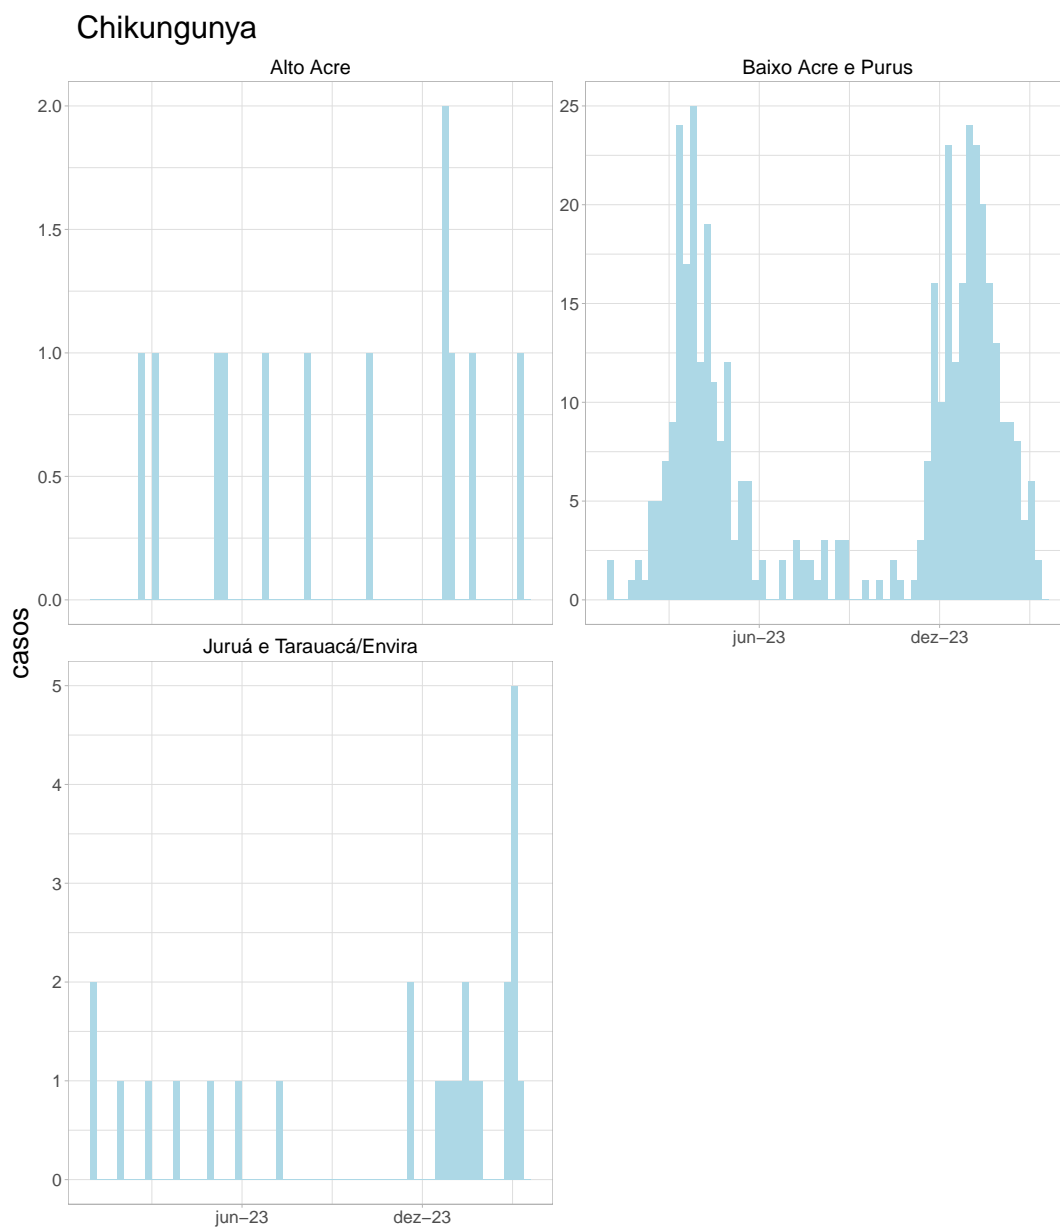 Chikungunya
Alto Acre
2.0
1.5
1.0
0.5
0.0
Baixo Acre e Purus
25
20
15
10
5
0
jun−23
dez−23
casos
Juruá e Tarauacá/Envira
5
4
3
2
1
0
jun−23
dez−23